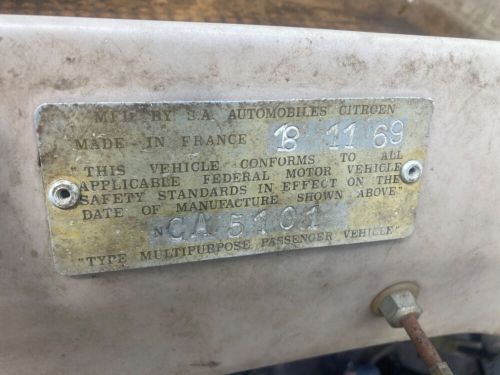 MFD. BY S.A. AUTOMOBILES CITROEN
MADE - IN FRANCE 18 11 69
"THIS VEHICLE CONFORMS TO ALL
APPLICABLE FEDERAL MOTOR VEHICLE
SAFETY STANDARDS IN EFFECT ON THE
DATE OF MANUFACTURE SHOWN ABOVE"
N CA 5101
"TYPE MULTIPURPOSE PASSENGER VEHICLE"